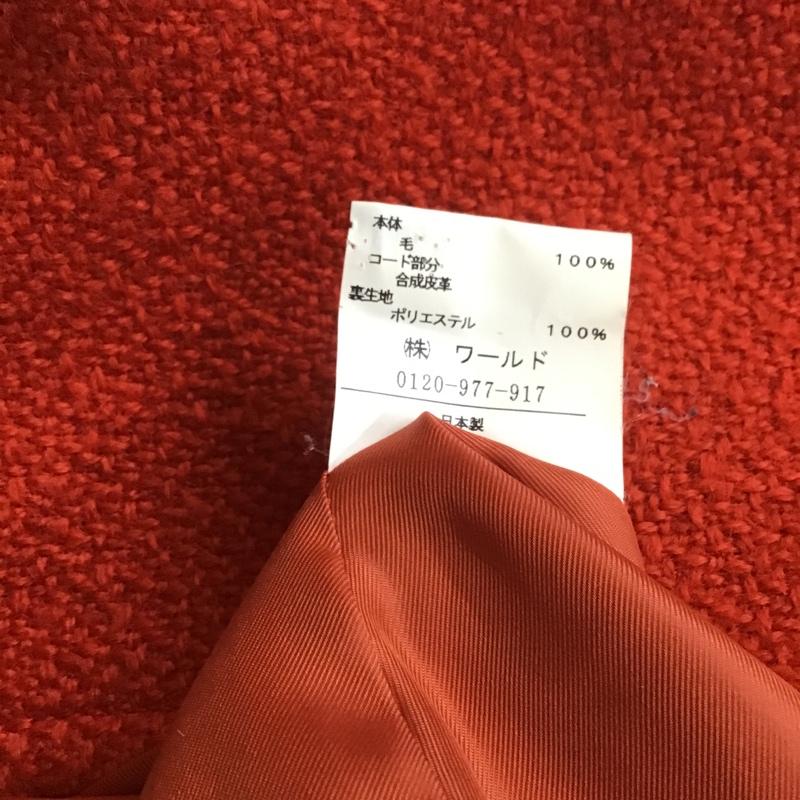 本体
毛 100%
コード部分
合成皮革
裏生地
ポリエステル 100%
㈱ ワールド
0120-977-917
日本製